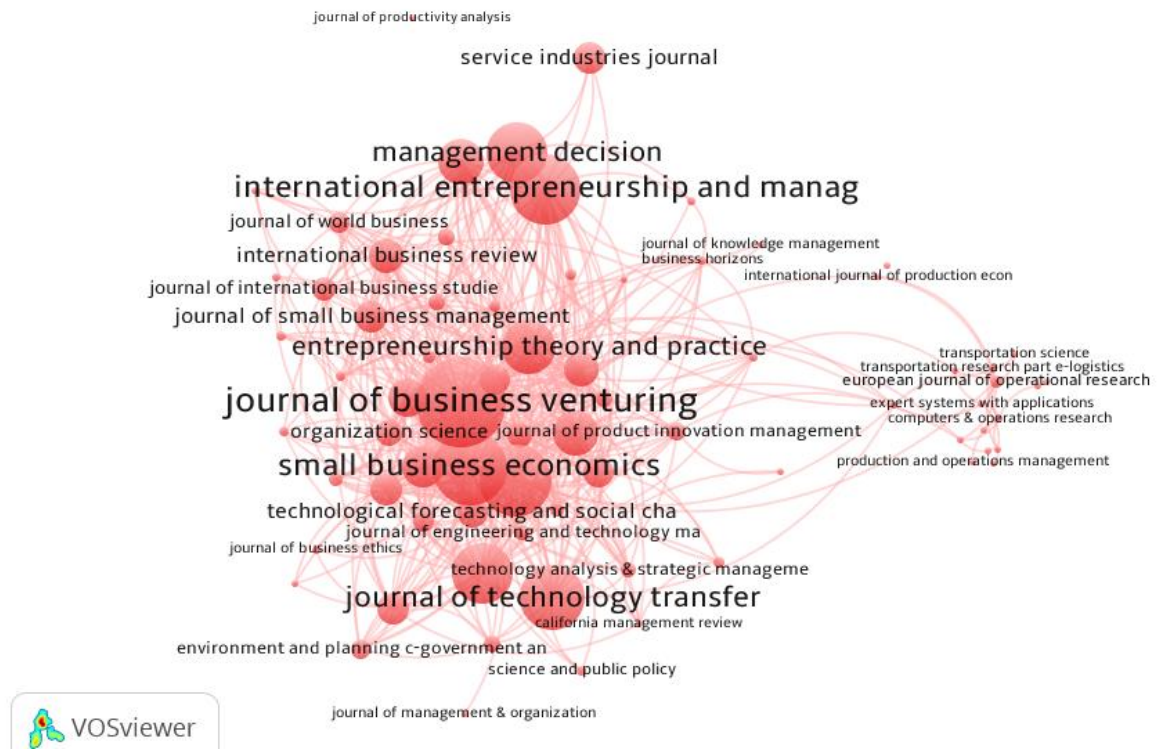 journal of productivity analysis
service industries journal
management decision
international entrepreneurship and manag
journal of world business
journal of knowledge management
international business review
business horizons
international journal of production econ
journal of international business studie
journal of small business management
entrepreneurship theory and practice
transportation science
transportation research part e-logistics
european journal of operational research
journal of business venturing
expert systems with applications
computers & operations research
organization science
journal of product innovation management
small business economics
production and operations management
technological forecasting and social cha
journal of engineering and technology ma
journal of business ethics
technology analysis & strategic manageme
journal of technology transfer
california management review
environment and planning c-government an
science and public policy
journal of management & organization
VOSviewer